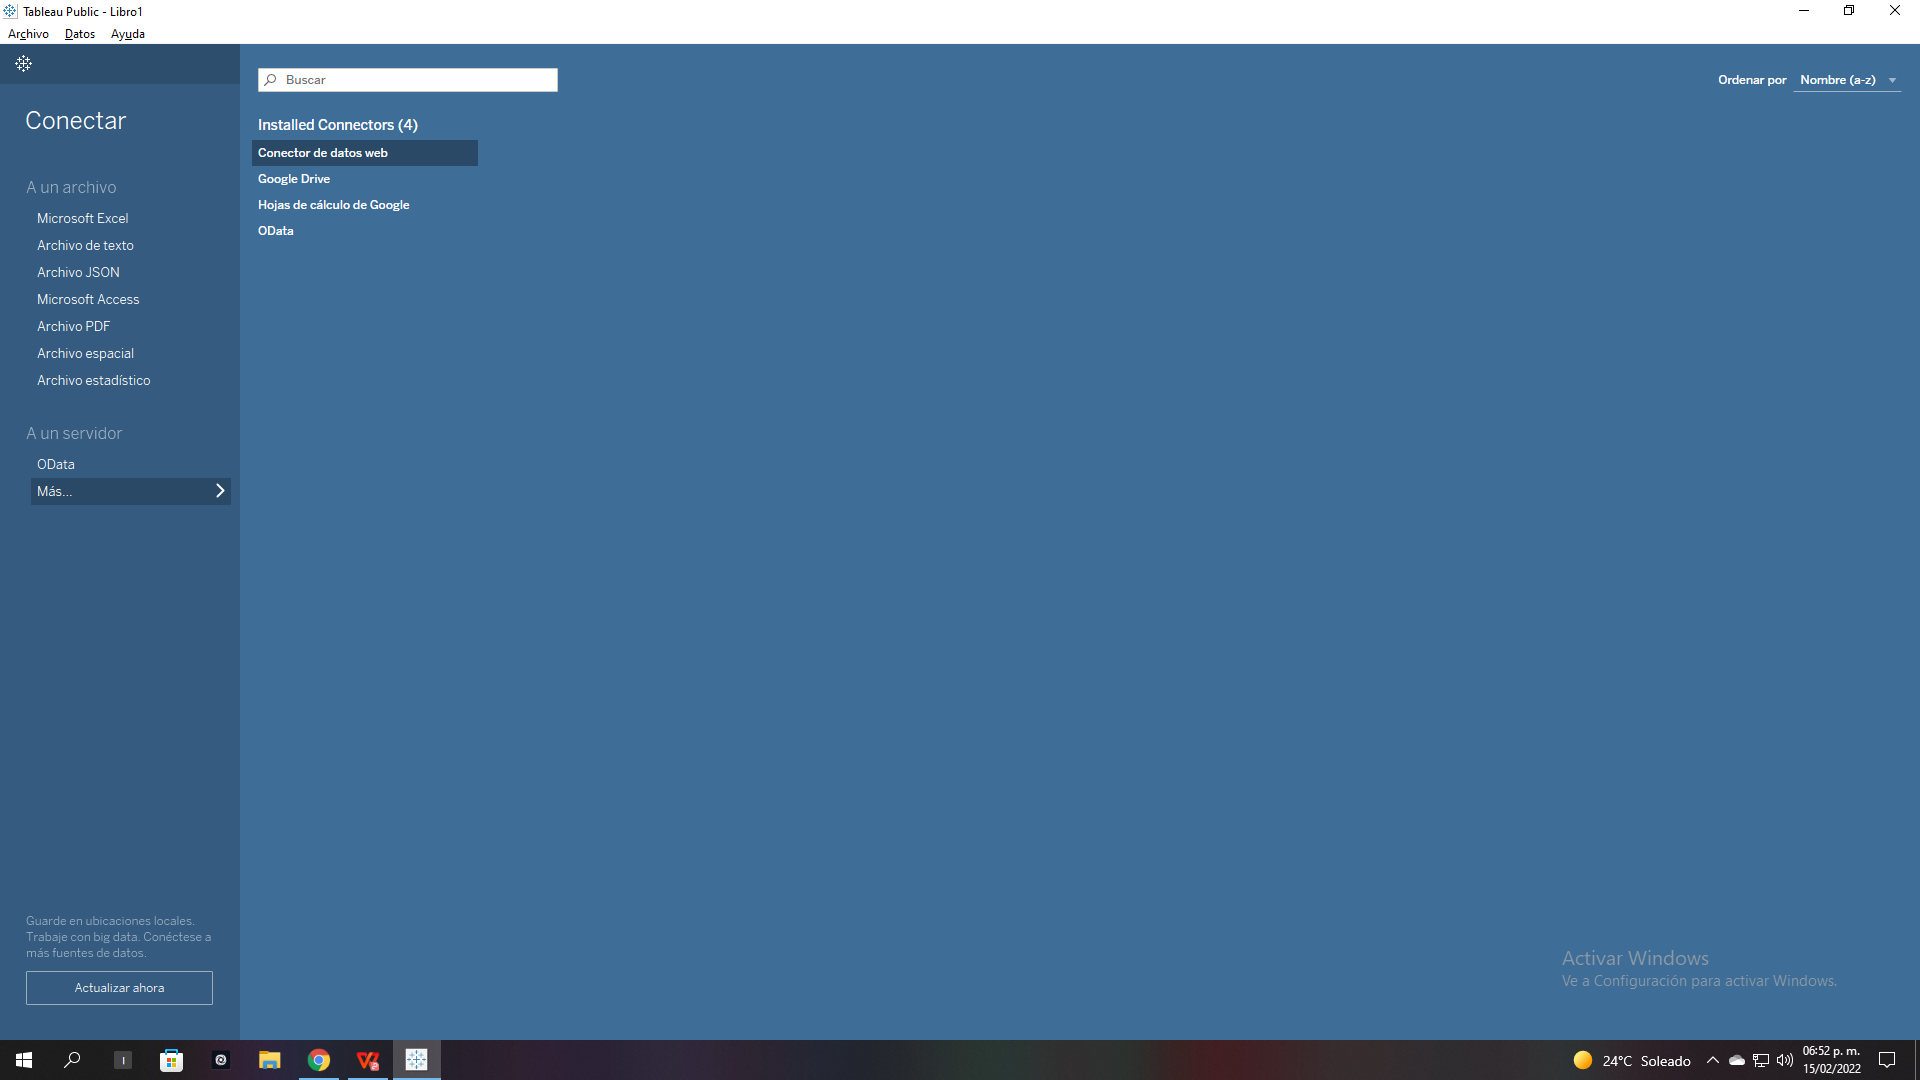 Tableau Public - Libro1
Archivo Datos Ayuda
Buscar
Ordenar por Nombre (a-z)
Conectar
Installed Connectors (4)
Conector de datos web
Google Drive
Hojas de cálculo de Google
OData
A un archivo
Microsoft Excel
Archivo de texto
Archivo JSON
Microsoft Access
Archivo PDF
Archivo espacial
Archivo estadístico
A un servidor
OData
Más...
Guarde en ubicaciones locales.
Trabaje con big data. Conéctese a
más fuentes de datos.
Actualizar ahora
Activar Windows
Ve a Configuración para activar Windows.
24°C Soleado
06:52 p. m.
15/02/2022